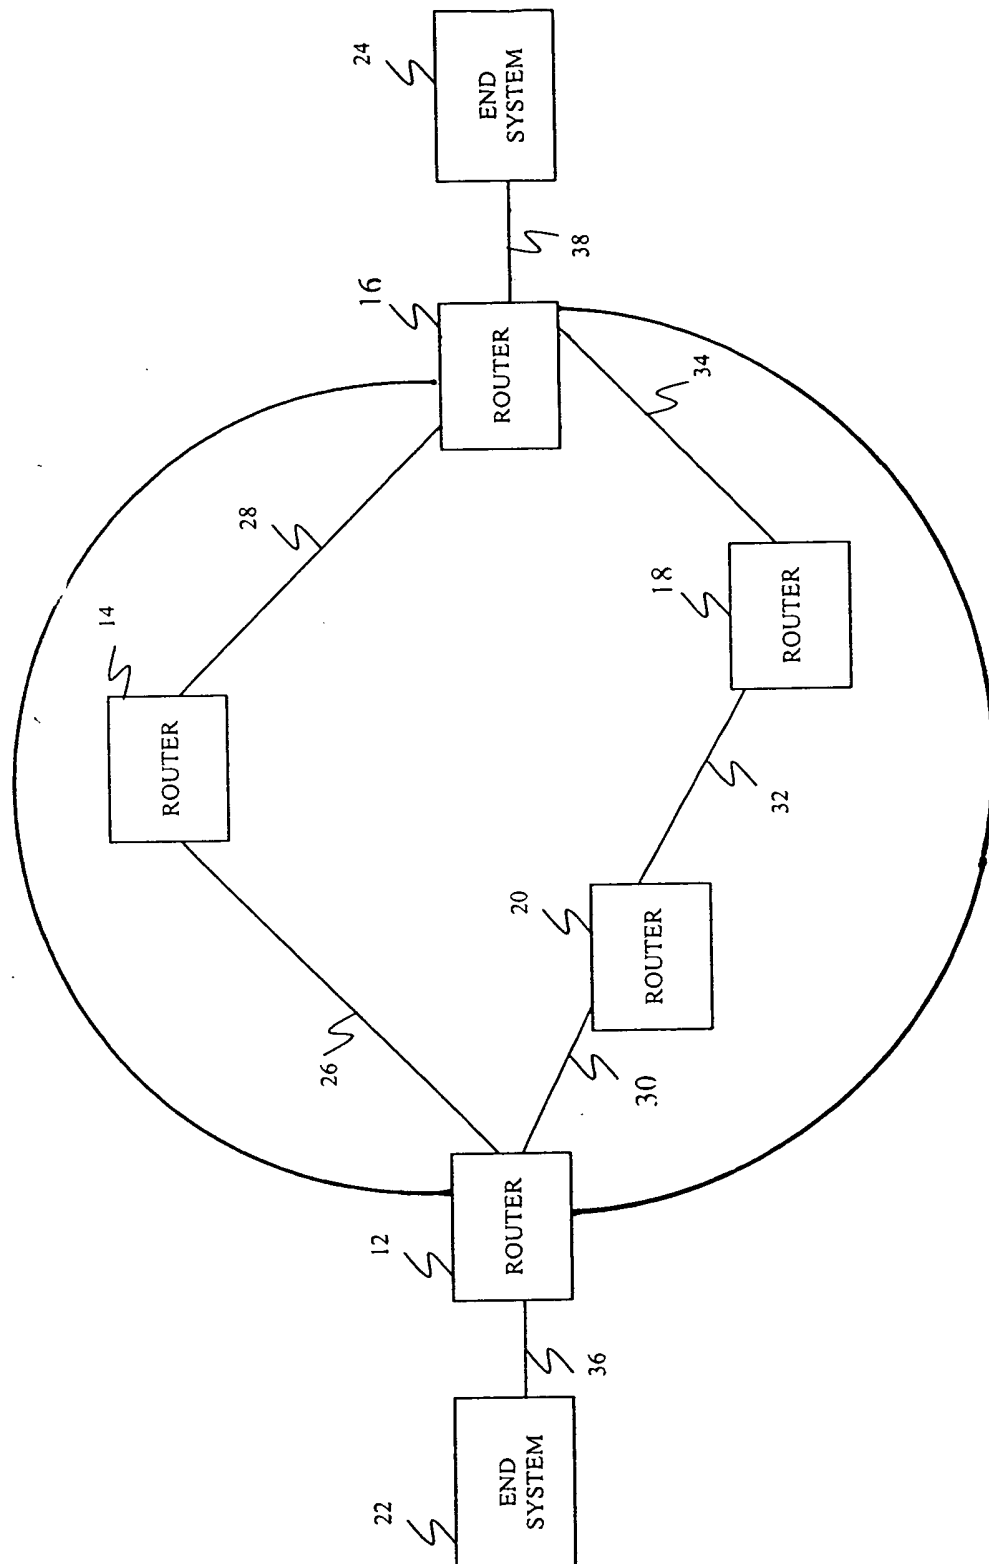 14
ROUTER
26
28
22
END
SYSTEM
36
12
ROUTER
16
ROUTER
38
24
END
SYSTEM
30
20
ROUTER
32
18
ROUTER
34